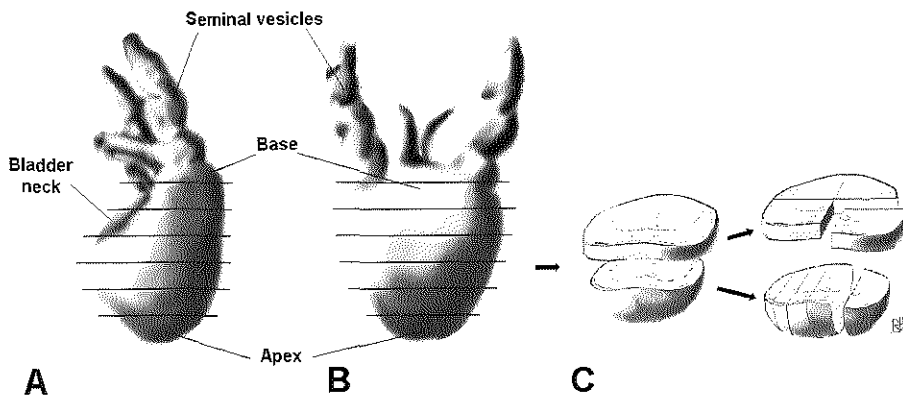 Seminal vesicles
Base
Bladder
neck
Apex
A
B
C